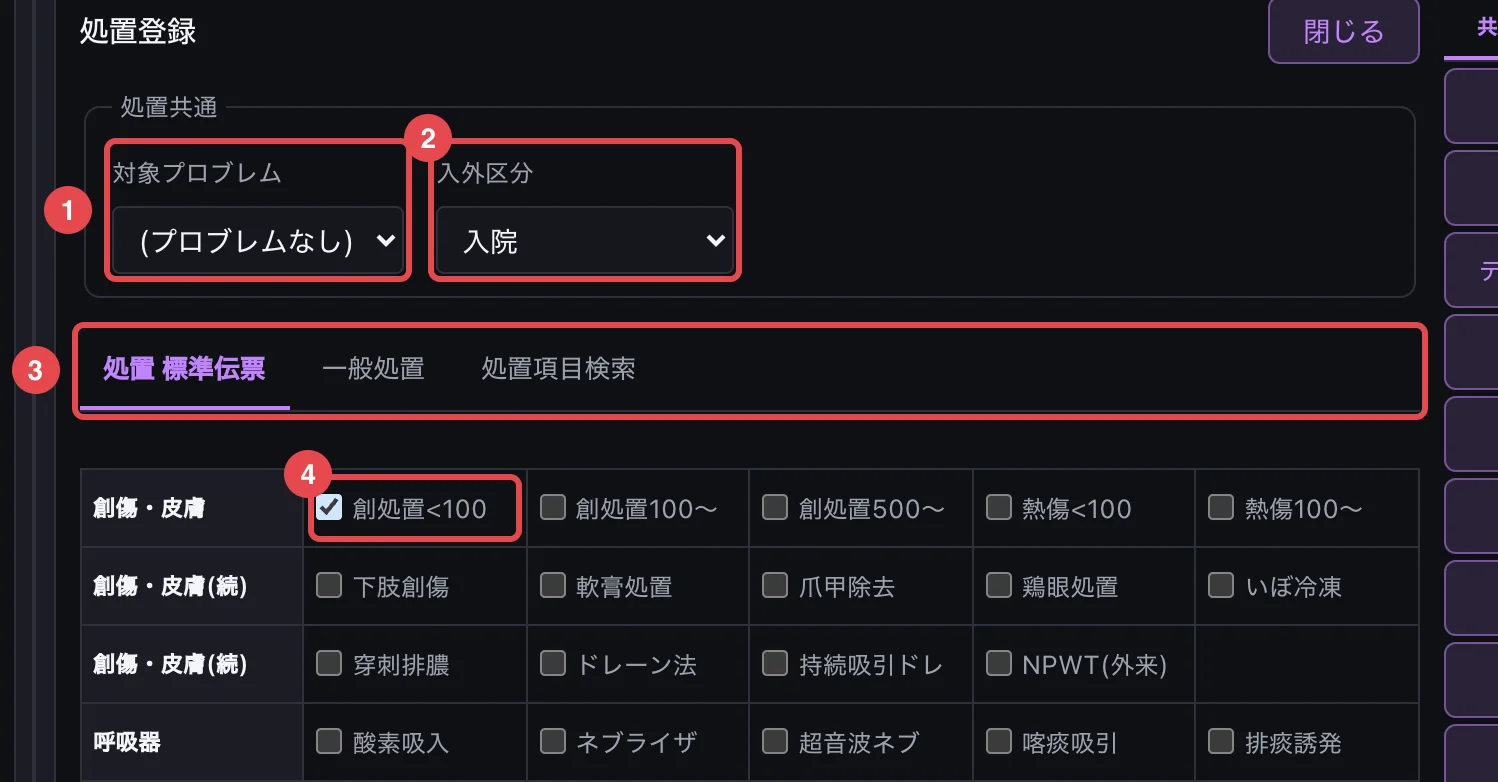 処置登録
閉じる
共
処置共通
1
2
対象プロブレム
入外区分
(プロブレムなし)
入院
テ
3
処置 標準伝票
一般処置
処置項目検索
4
創傷・皮膚
創処置<100
創処置100〜
創処置500〜
熱傷<100
熱傷100〜
創傷・皮膚(続)
下肢創傷
軟膏処置
爪甲除去
鶏眼処置
いぼ冷凍
創傷・皮膚(続)
穿刺排膿
ドレーン法
持続吸引ドレ
NPWT(外来)
呼吸器
酸素吸入
ネブライザ
超音波ネブ
喀痰吸引
排痰誘発